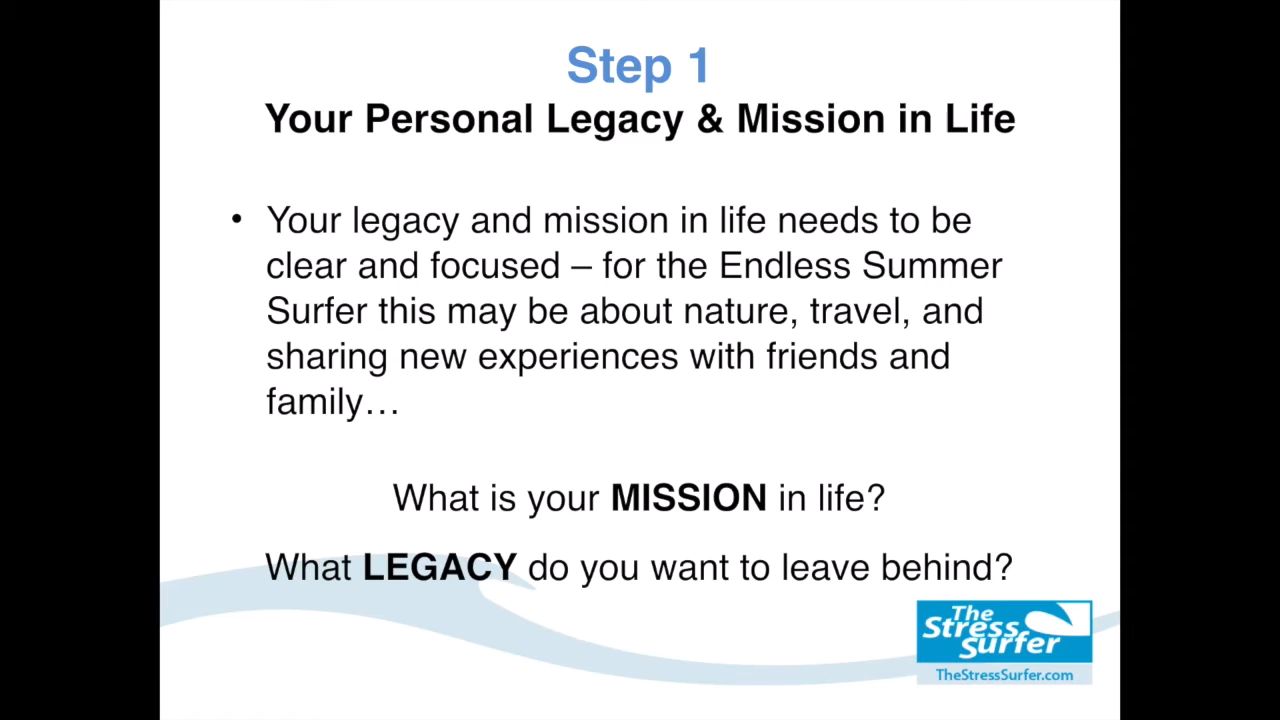 Step 1
Your Personal Legacy & Mission in Life
• Your legacy and mission in life needs to be
clear and focused – for the Endless Summer
Surfer this may be about nature, travel, and
sharing new experiences with friends and
family…
What is your MISSION in life?
What LEGACY do you want to leave behind?
The
Stress
Surfer
TheStressSurfer.com